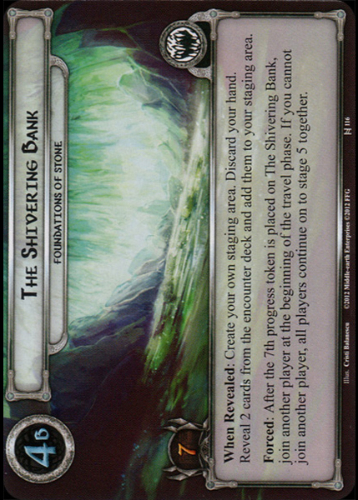 4B
THE SHIVERING BANK
FOUNDATIONS OF STONE
7
When Revealed: Create your own staging area. Discard your hand.
Reveal 2 cards from the encounter deck and add them to your staging area.
Forced: After the 7th progress token is placed on The Shivering Bank,
join another player at the beginning of the travel phase. If you cannot
join another player, all players continue on to stage 5 together.
Illus. Cristi Balanescu ©2012 Middle-earth Enterprises ©2012 FFG 116